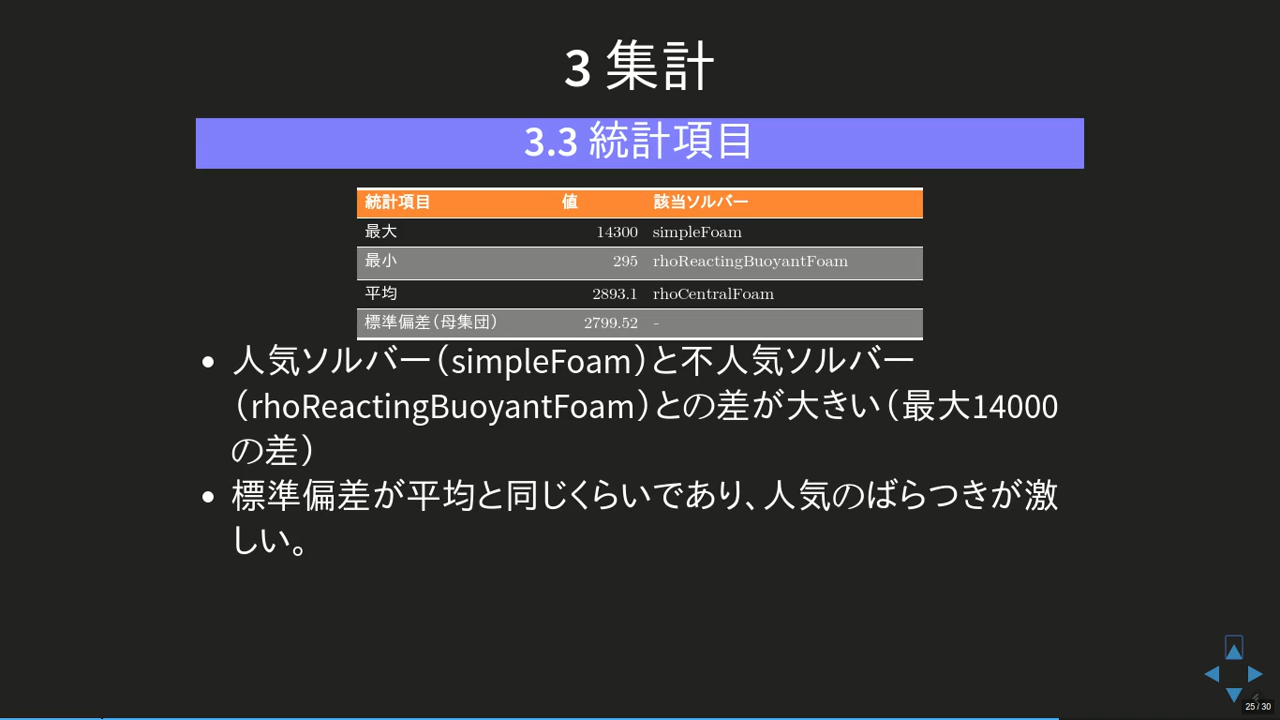 3 集計
3.3 統計項目
統計項目 値 該当ソルバー
最大 14300 simpleFoam
最小 295 rhoReactingBuoyantFoam
平均 2893.1 rhoCentralFoam
標準偏差（母集団） 2799.52 -
• 人気ソルバー（simpleFoam）と不人気ソルバー
（rhoReactingBuoyantFoam）との差が大きい（最大14000
の差）
• 標準偏差が平均と同じくらいであり、人気のばらつきが激
しい。
25 / 30